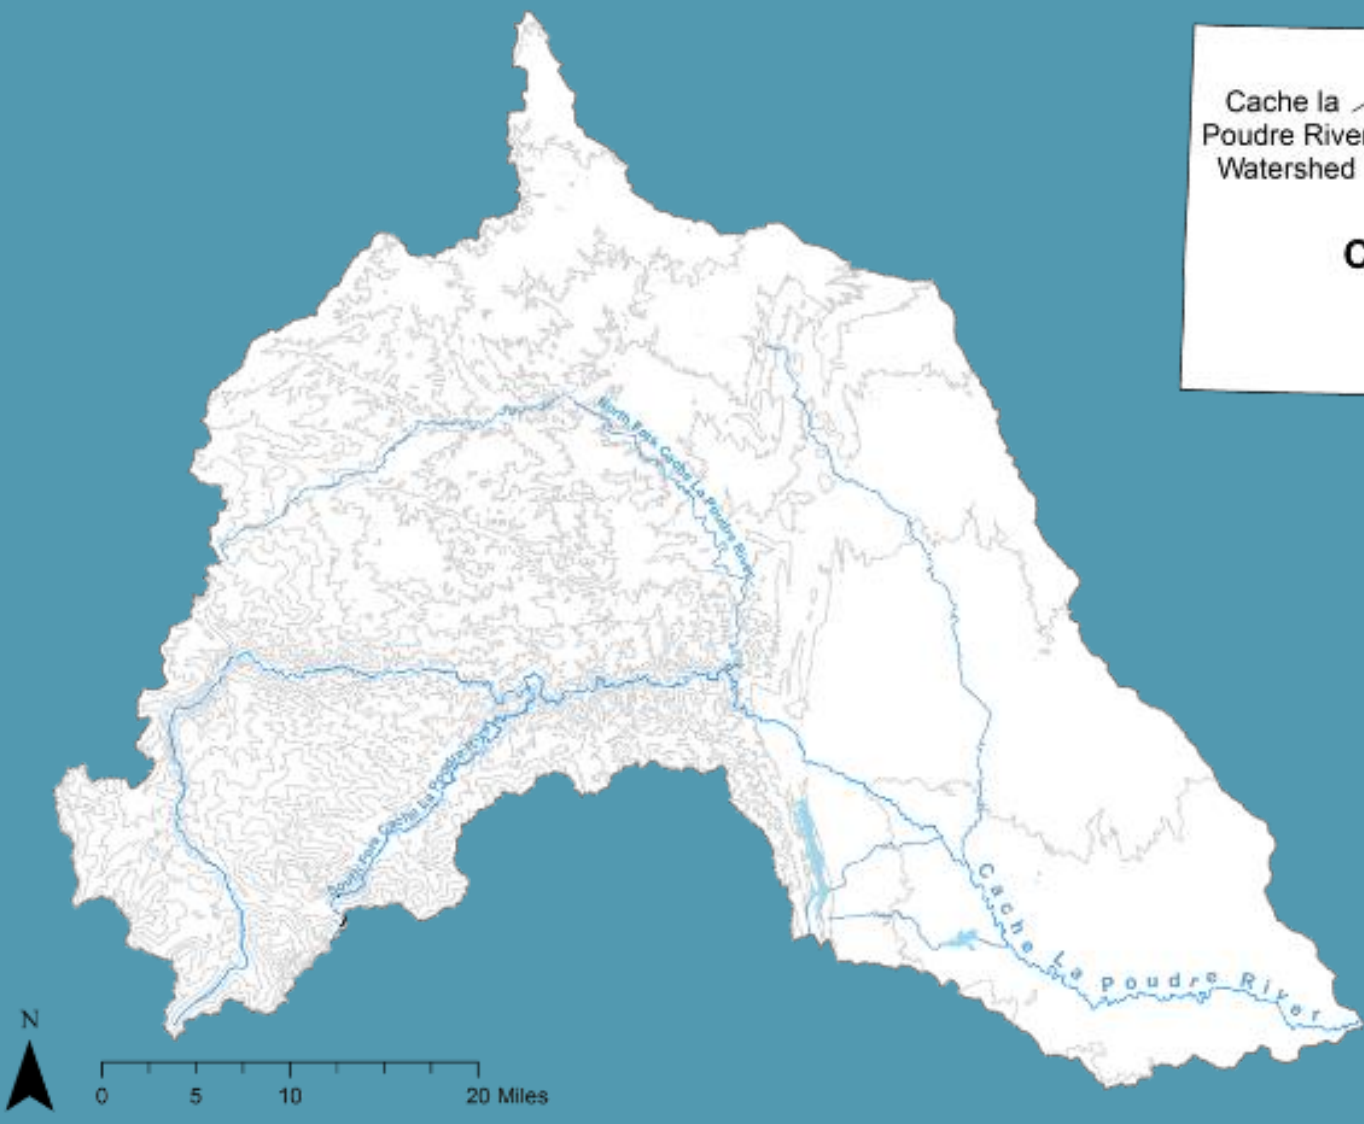 Cache la
Poudre River
Watershed
C
North Fork Cache La Poudre River
South Fork Cache La Poudre River
Cache La Poudre River
N
0 5 10 20 Miles